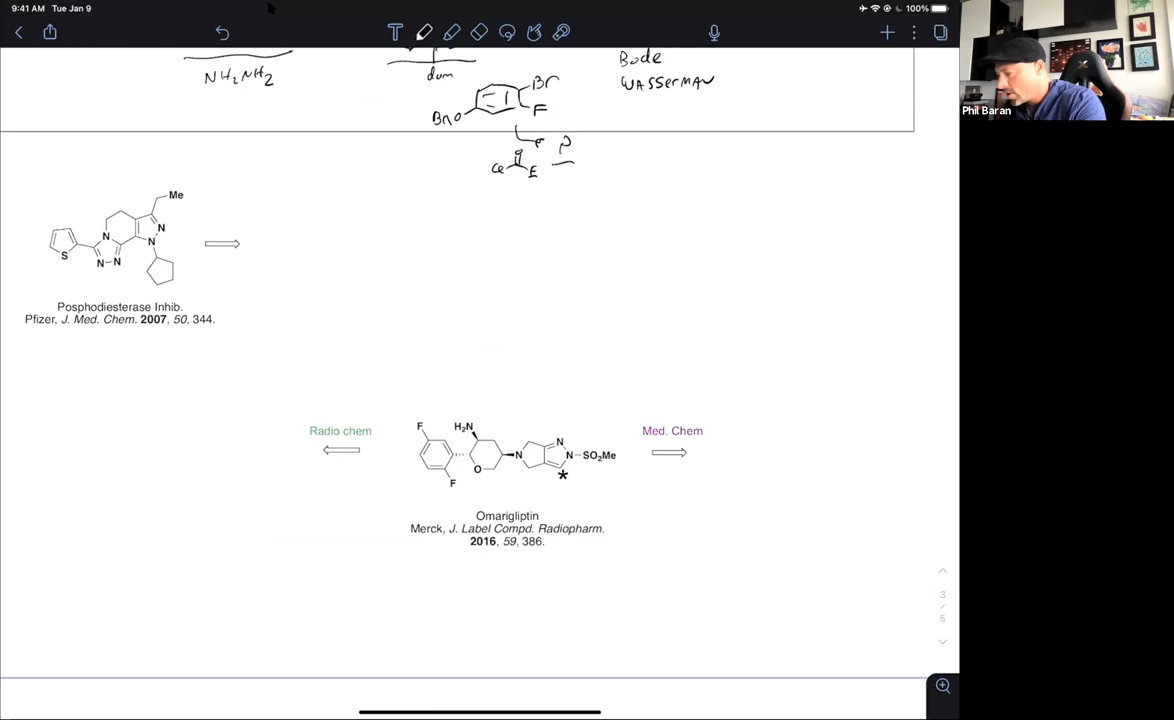 9:41 AM Tue Jan 9
100%
NH2NH2
dam
Bode
WASSERMAN
Br
F
BnO
Phil Baran
?
Me
N
N
N
S
N-N
Posphodiesterase Inhib.
Pfizer, J. Med. Chem. 2007, 50, 344.
Radio chem
F
H2N
N
N
N-SO2Me
O
*
F
Med. Chem
Omarigliptin
Merck, J. Label Compd. Radiopharm.
2016, 59, 386.
3
/
5